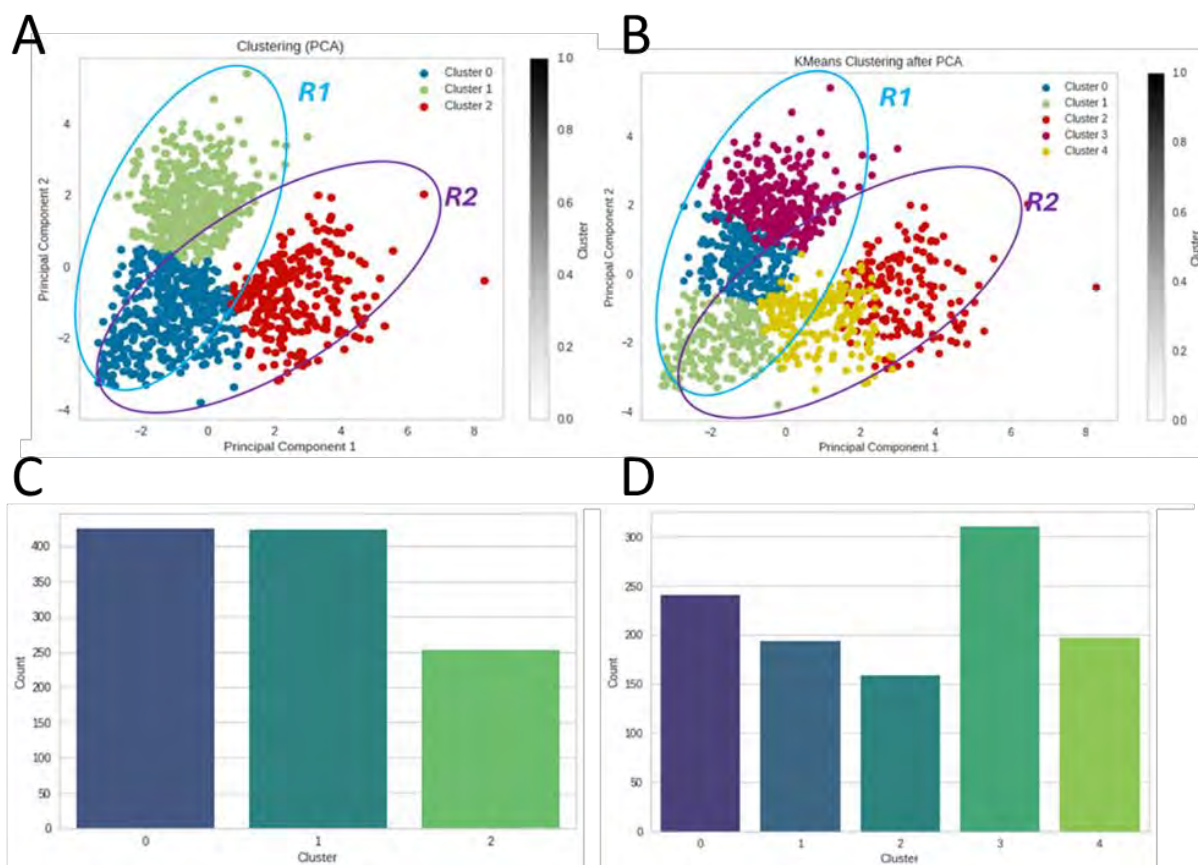 A
Clustering (PCA)
R1
R2
Cluster 0
Cluster 1
Cluster 2
Principal Component 2
4
2
0
−2
−4
−2
0
2
4
6
8
Principal Component 1
1.0
0.8
0.6
0.4
0.2
0.0
Cluster
B
KMeans Clustering after PCA
R1
R2
Cluster 0
Cluster 1
Cluster 2
Cluster 3
Cluster 4
Principal Component 2
4
2
0
−2
−4
−2
0
2
4
6
8
Principal Component 1
1.0
0.8
0.6
0.4
0.2
0.0
Cluster
C
Count
400
350
300
250
200
150
100
50
0
0
1
2
Cluster
D
Count
300
250
200
150
100
50
0
0
1
2
3
4
Cluster